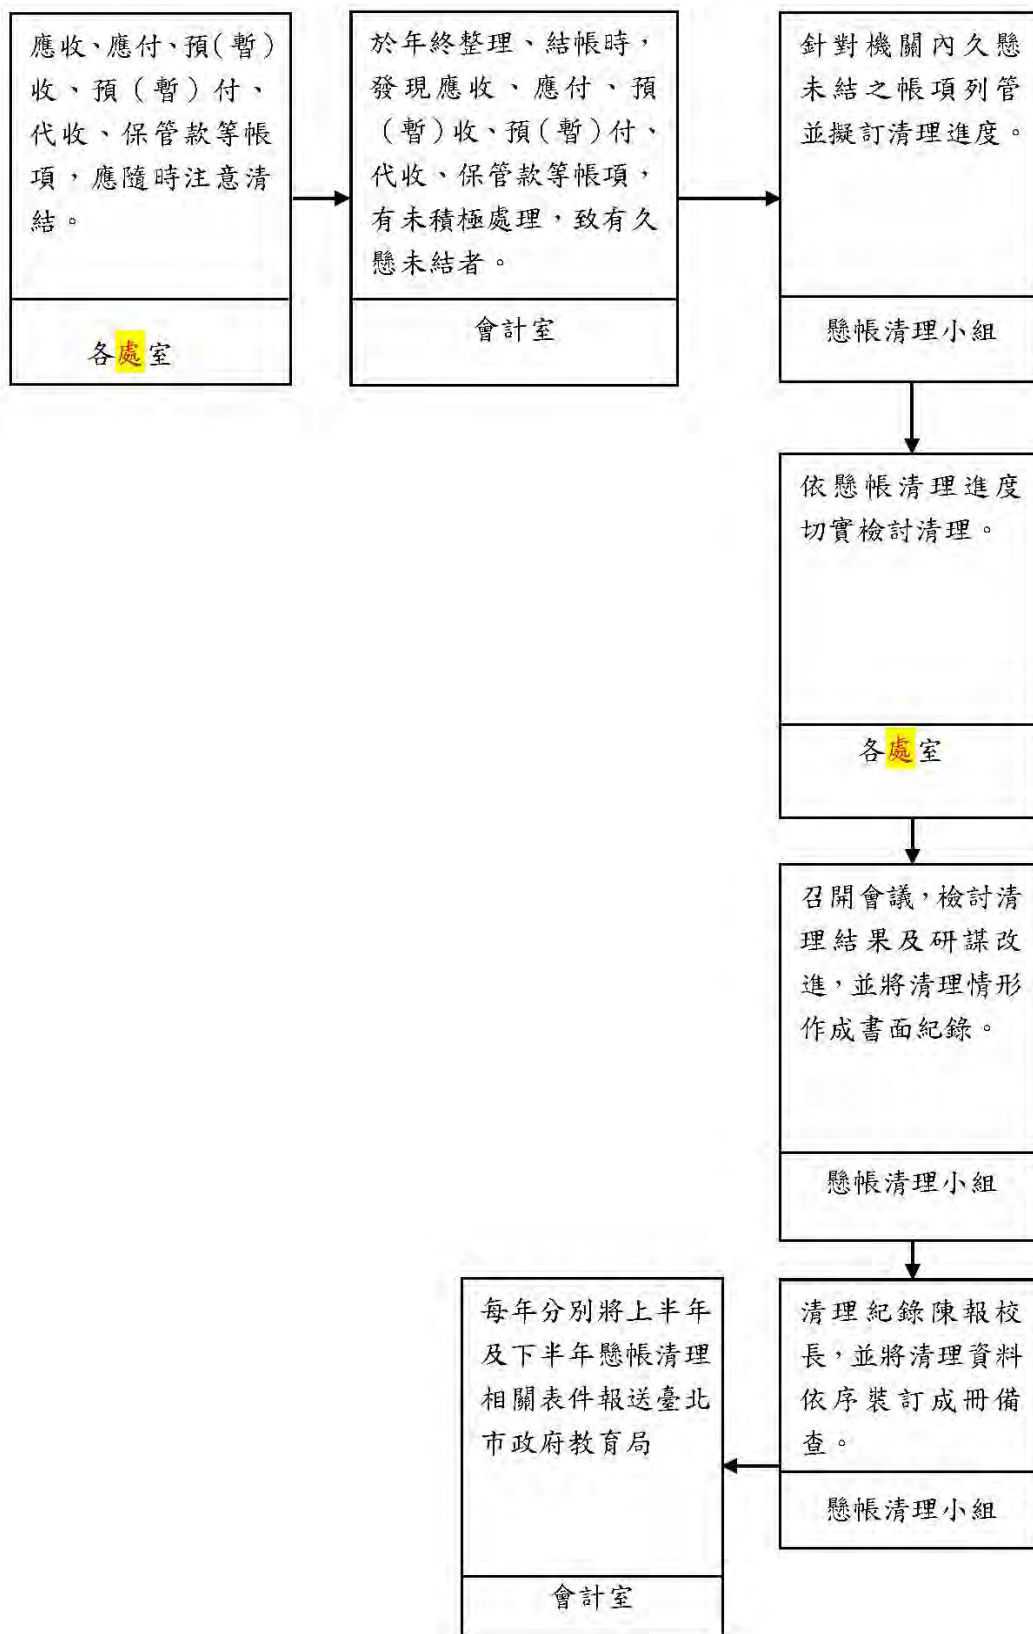 應收、應付、預(暫)
收、預（暫）付、
代收、保管款等帳
項，應隨時注意清
結。
各處室
於年終整理、結帳時，
發現應收、應付、預
（暫）收、預（暫）付、
代收、保管款等帳項，
有未積極處理，致有久
懸未結者。
會計室
針對機關內久懸
未結之帳項列管
並擬訂清理進度。
懸帳清理小組
依懸帳清理進度
切實檢討清理。
各處室
召開會議，檢討清
理結果及研謀改
進，並將清理情形
作成書面紀錄。
懸帳清理小組
清理紀錄陳報校
長，並將清理資料
依序裝訂成冊備
查。
懸帳清理小組
每年分別將上半年
及下半年懸帳清理
相關表件報送臺北
市政府教育局
會計室